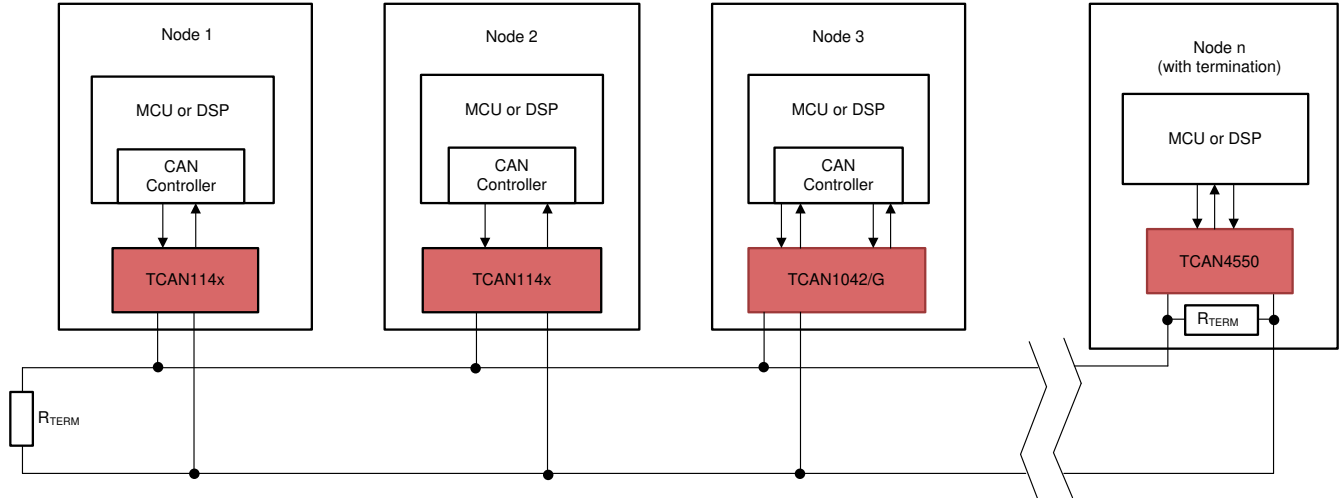 Node 1
MCU or DSP
CAN
Controller
TCAN114x
Node 2
MCU or DSP
CAN
Controller
TCAN114x
Node 3
MCU or DSP
CAN
Controller
TCAN1042/G
Node n
(with termination)
MCU or DSP
TCAN4550
RTERM
RTERM